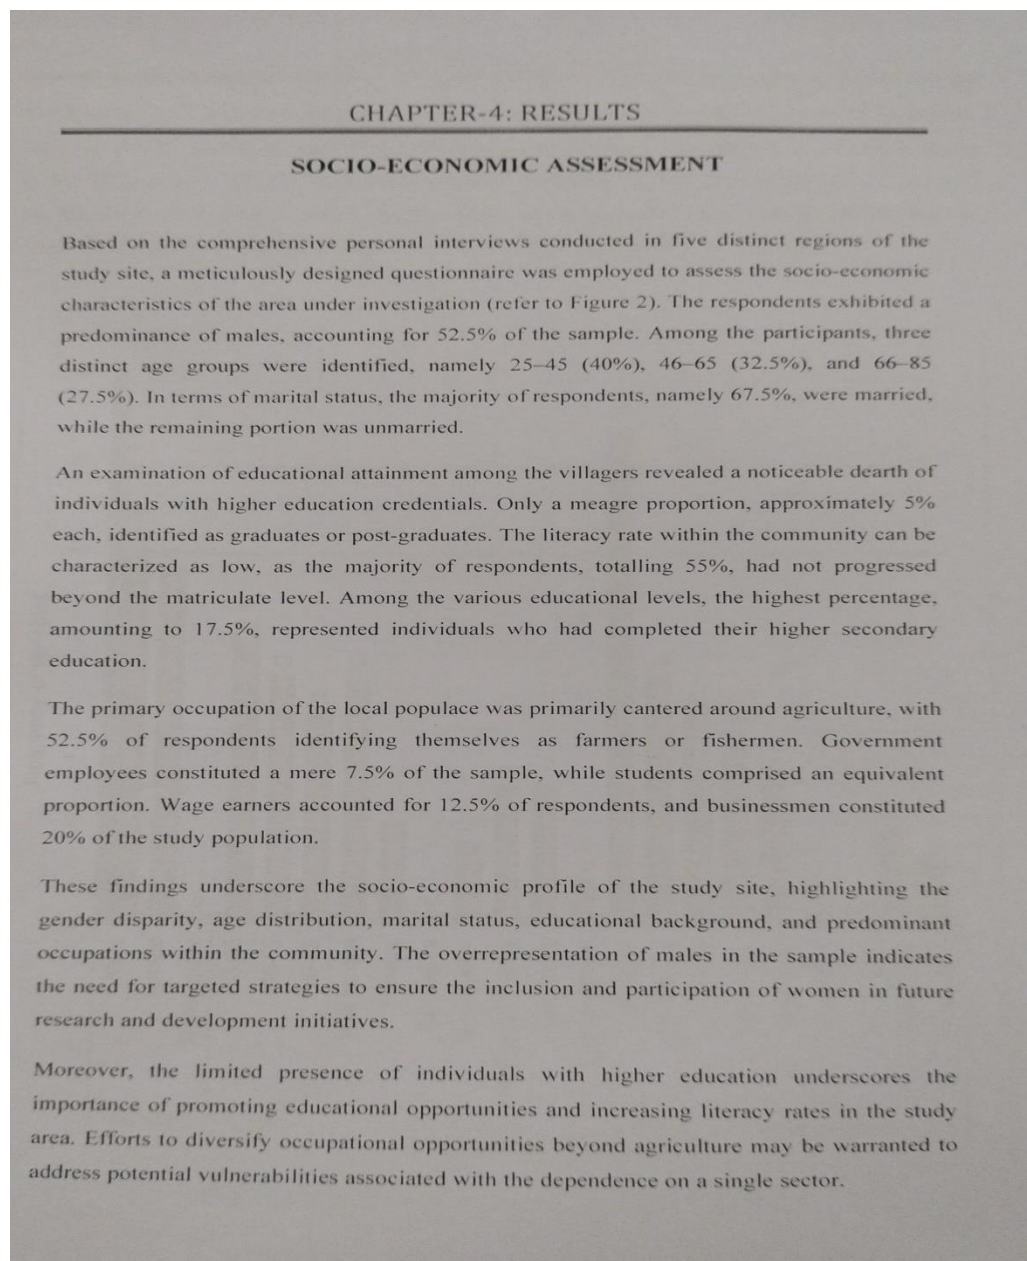 CHAPTER-4: RESULTS
SOCIO-ECONOMIC ASSESSMENT
Based on the comprehensive personal interviews conducted in five distinct regions of the
study site, a meticulously designed questionnaire was employed to assess the socio-economic
characteristics of the area under investigation (refer to Figure 2). The respondents exhibited a
predominance of males, accounting for 52.5% of the sample. Among the participants, three
distinct age groups were identified, namely 25–45 (40%), 46–65 (32.5%), and 66–85
(27.5%). In terms of marital status, the majority of respondents, namely 67.5%, were married,
while the remaining portion was unmarried.
An examination of educational attainment among the villagers revealed a noticeable dearth of
individuals with higher education credentials. Only a meagre proportion, approximately 5%
each, identified as graduates or post-graduates. The literacy rate within the community can be
characterized as low, as the majority of respondents, totalling 55%, had not progressed
beyond the matriculate level. Among the various educational levels, the highest percentage,
amounting to 17.5%, represented individuals who had completed their higher secondary
education.
The primary occupation of the local populace was primarily cantered around agriculture, with
52.5% of respondents identifying themselves as farmers or fishermen. Government
employees constituted a mere 7.5% of the sample, while students comprised an equivalent
proportion. Wage earners accounted for 12.5% of respondents, and businessmen constituted
20% of the study population.
These findings underscore the socio-economic profile of the study site, highlighting the
gender disparity, age distribution, marital status, educational background, and predominant
occupations within the community. The overrepresentation of males in the sample indicates
the need for targeted strategies to ensure the inclusion and participation of women in future
research and development initiatives.
Moreover, the limited presence of individuals with higher education underscores the
importance of promoting educational opportunities and increasing literacy rates in the study
area. Efforts to diversify occupational opportunities beyond agriculture may be warranted to
address potential vulnerabilities associated with the dependence on a single sector.